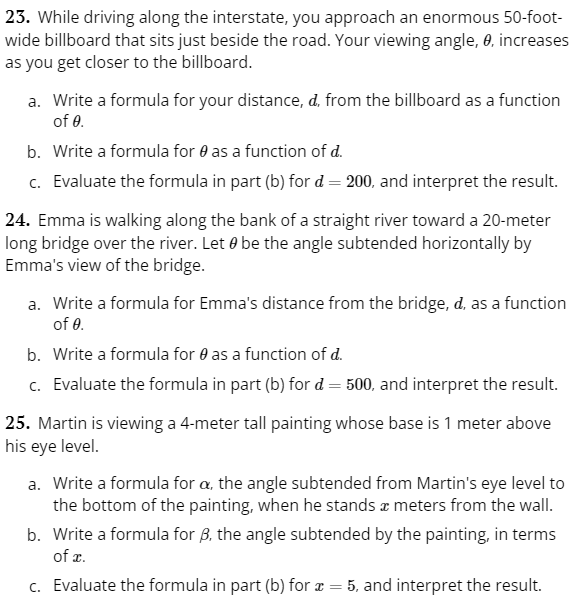 23. While driving along the interstate, you approach an enormous 50-foot-
wide billboard that sits just beside the road. Your viewing angle, θ, increases
as you get closer to the billboard.
a. Write a formula for your distance, d, from the billboard as a function
of θ.
b. Write a formula for θ as a function of d.
c. Evaluate the formula in part (b) for d = 200, and interpret the result.
24. Emma is walking along the bank of a straight river toward a 20-meter
long bridge over the river. Let θ be the angle subtended horizontally by
Emma's view of the bridge.
a. Write a formula for Emma's distance from the bridge, d, as a function
of θ.
b. Write a formula for θ as a function of d.
c. Evaluate the formula in part (b) for d = 500, and interpret the result.
25. Martin is viewing a 4-meter tall painting whose base is 1 meter above
his eye level.
a. Write a formula for α, the angle subtended from Martin's eye level to
the bottom of the painting, when he stands x meters from the wall.
b. Write a formula for β, the angle subtended by the painting, in terms
of x.
c. Evaluate the formula in part (b) for x = 5, and interpret the result.